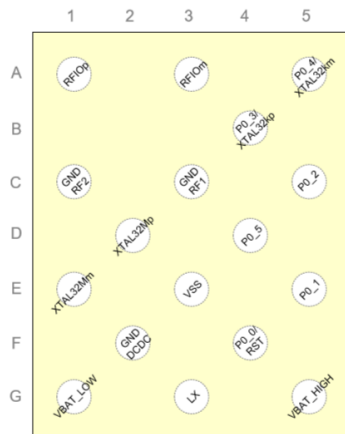 1 2 3 4 5
A RFIOp RFIOm P0_4/
XTAL32km
B P0_3/
XTAL32kp
C GND
RF2 GND
RF1 P0_2
D XTAL32Mp P0_5
E XTAL32Mm VSS P0_1
F GND
DCDC P0_0/
RST
G VBAT_LOW LX VBAT_HIGH